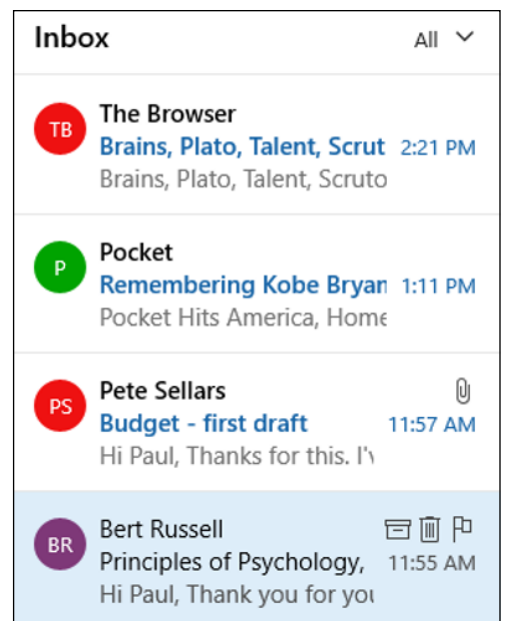 Inbox
All
TB
The Browser
Brains, Plato, Talent, Scrut 2:21 PM
Brains, Plato, Talent, Scruto
P
Pocket
Remembering Kobe Bryan 1:11 PM
Pocket Hits America, Home
PS
Pete Sellars
Budget - first draft 11:57 AM
Hi Paul, Thanks for this. I'v
BR
Bert Russell
Principles of Psychology, 11:55 AM
Hi Paul, Thank you for you